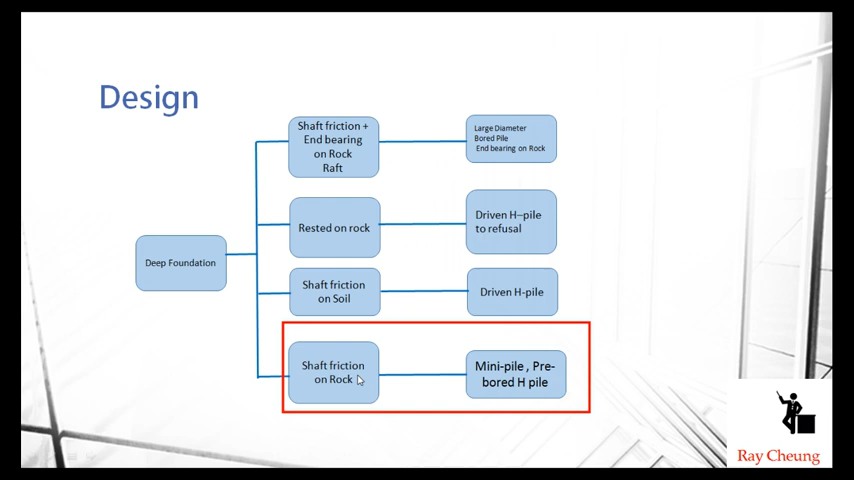 Design
Shaft friction +
End bearing
on Rock
Raft
Large Diameter
Bored Pile
End bearing on Rock
Rested on rock
Driven H–pile
to refusal
Deep Foundation
Shaft friction
on Soil
Driven H-pile
Shaft friction
on Rock
Mini-pile , Pre-
bored H pile
Ray Cheung